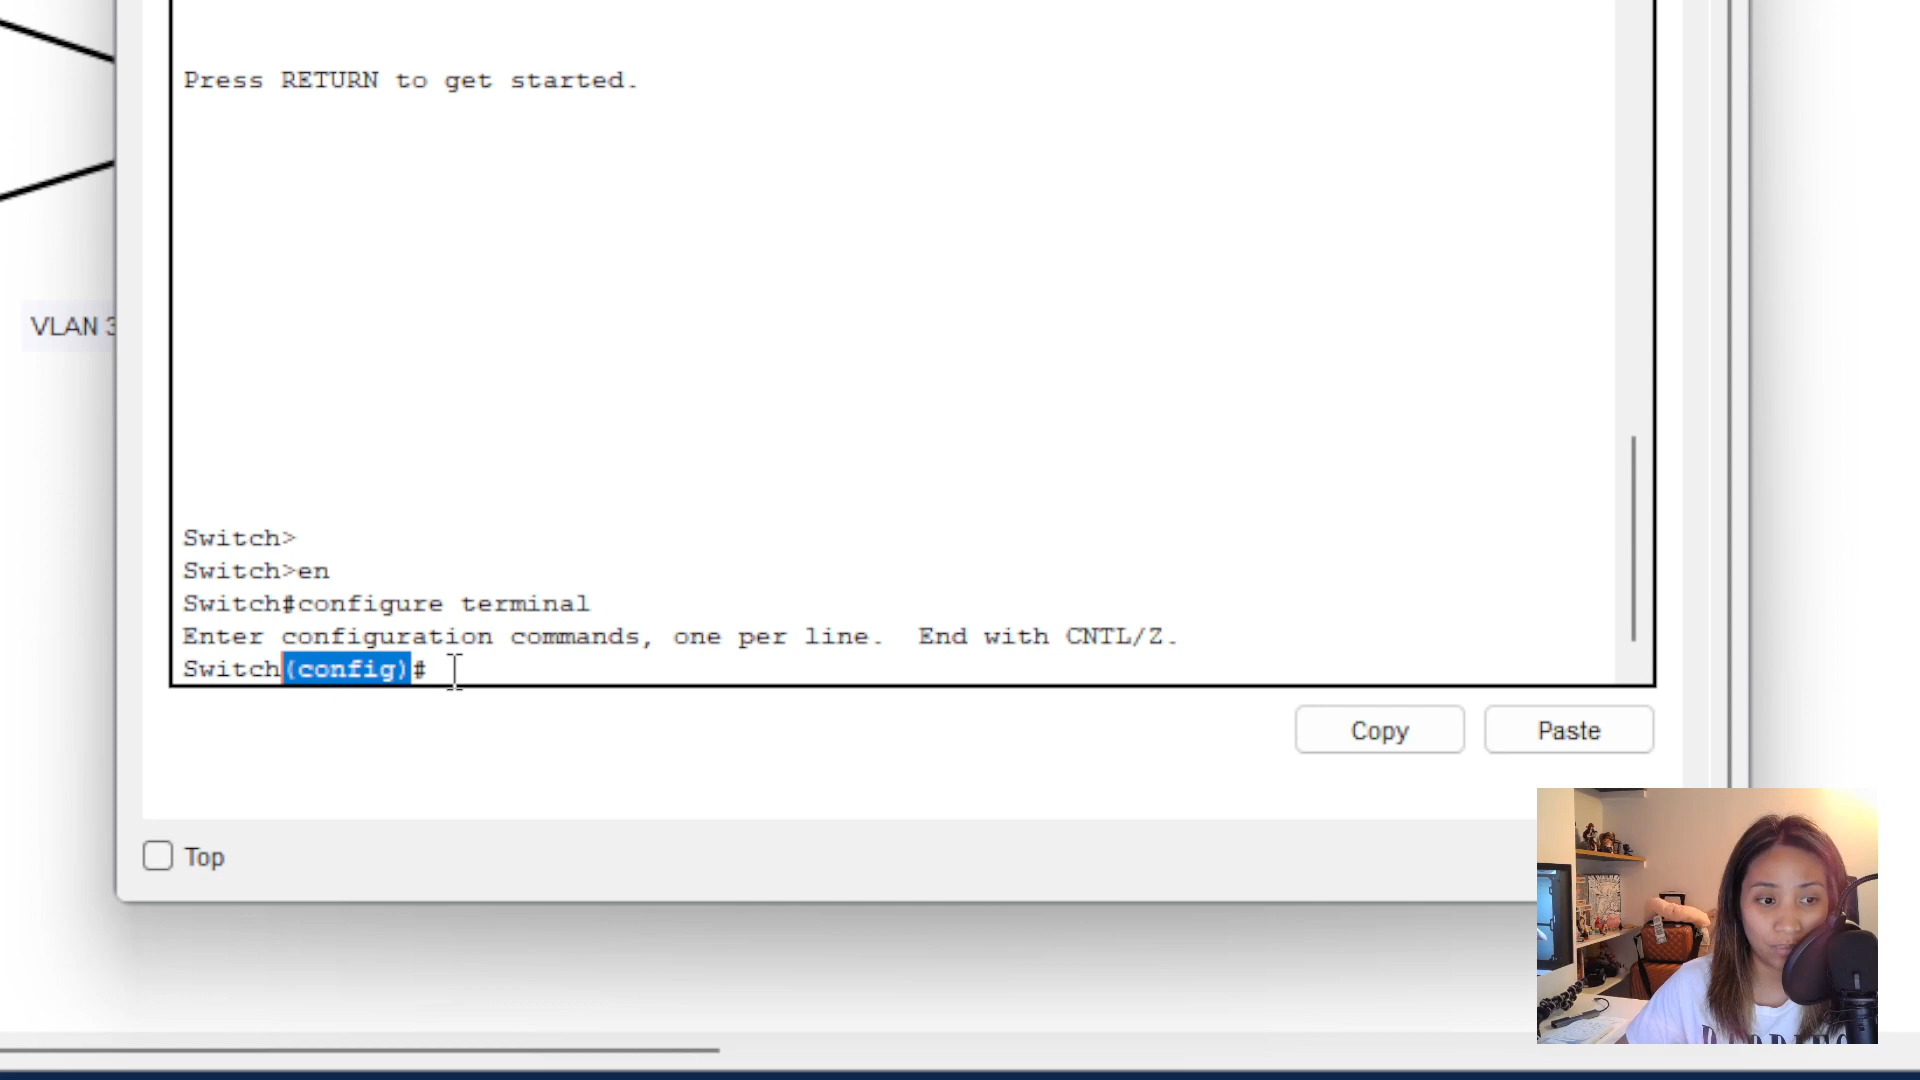 Press RETURN to get started.
VLAN 3
Switch>
Switch>en
Switch#configure terminal
Enter configuration commands, one per line.  End with CNTL/Z.
Switch(config)#
Copy
Paste
Top